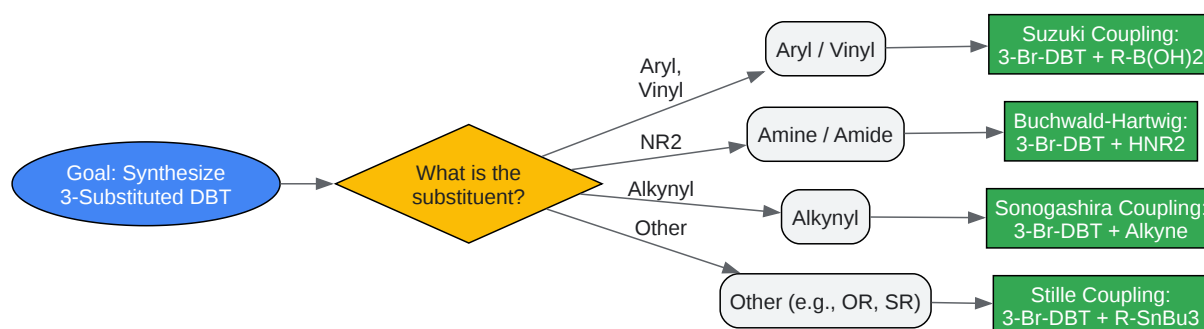 Goal: Synthesize
3-Substituted DBT
What is the
substituent?
Aryl,
Vinyl
NR2
Alkynyl
Other
Aryl / Vinyl
Amine / Amide
Alkynyl
Other (e.g., OR, SR)
Suzuki Coupling:
3-Br-DBT + R-B(OH)2
Buchwald-Hartwig:
3-Br-DBT + HNR2
Sonogashira Coupling:
3-Br-DBT + Alkyne
Stille Coupling:
3-Br-DBT + R-SnBu3